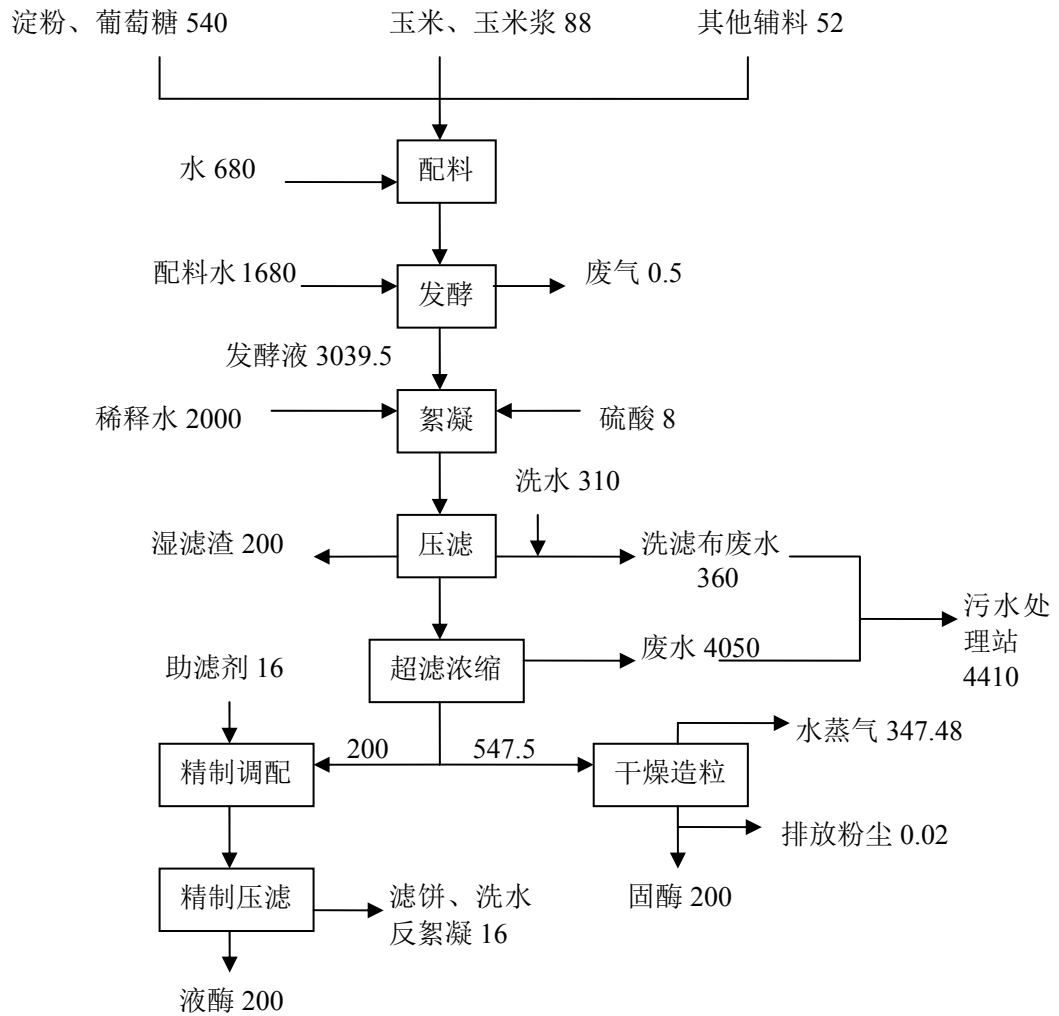 淀粉、葡萄糖 540
玉米、玉米浆 88
其他辅料 52
水 680
配料
配料水 1680
发酵
废气 0.5
发酵液 3039.5
稀释水 2000
絮凝
硫酸 8
洗水 310
湿滤渣 200
压滤
洗滤布废水
360
污水处
理站
4410
助滤剂 16
超滤浓缩
废水 4050
水蒸气 347.48
200
547.5
精制调配
干燥造粒
排放粉尘 0.02
精制压滤
滤饼、洗水
反絮凝 16
固酶 200
液酶 200